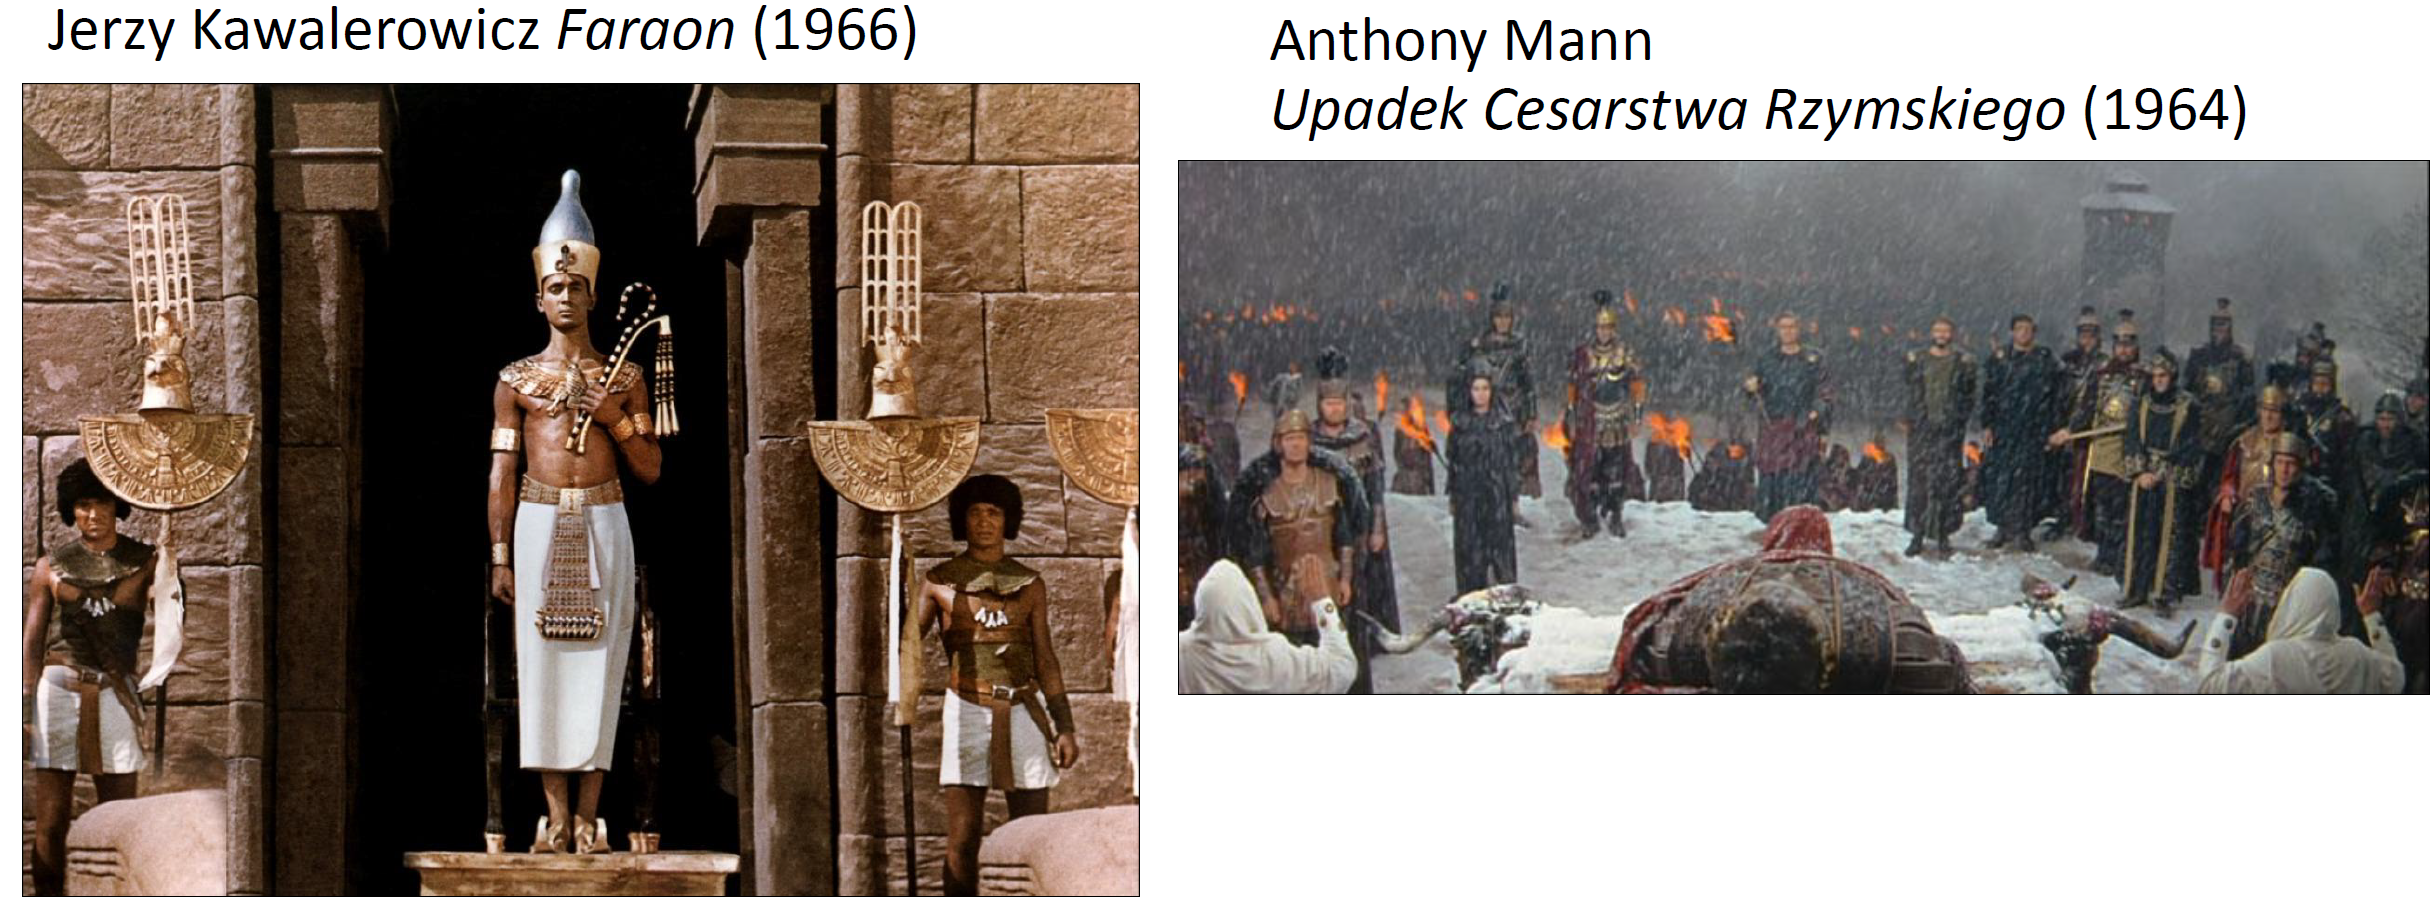 Jerzy Kawalerowicz Faraon (1966)
Anthony Mann
Upadek Cesarstwa Rzymskiego (1964)